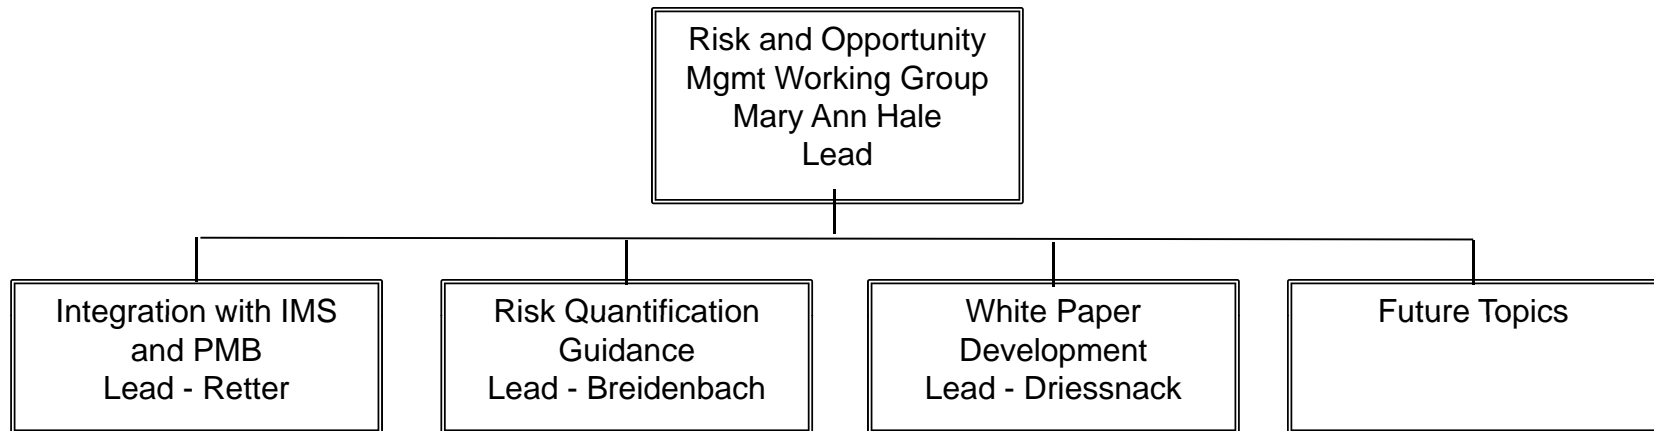 Risk and Opportunity
Mgmt Working Group
Mary Ann Hale
Lead
Integration with IMS
and PMB
Lead - Retter
Risk Quantification
Guidance
Lead - Breidenbach
White Paper
Development
Lead - Driessnack
Future Topics